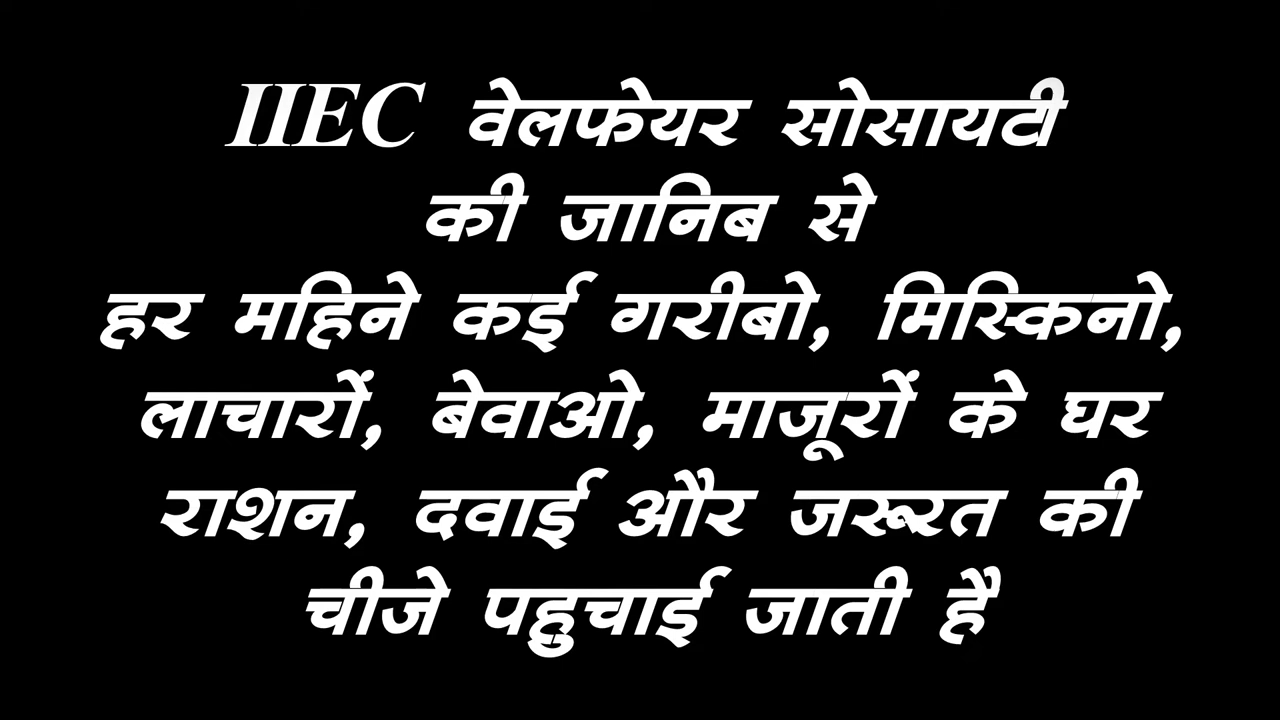 IIEC वेलफेयर सोसायटी
की जानिब से
हर महिने कई गरीबो, मिस्किनो,
लाचारों, बेवाओ, माजूरों के घर
राशन, दवाई और जरूरत की
चीजे पहुचाई जाती है